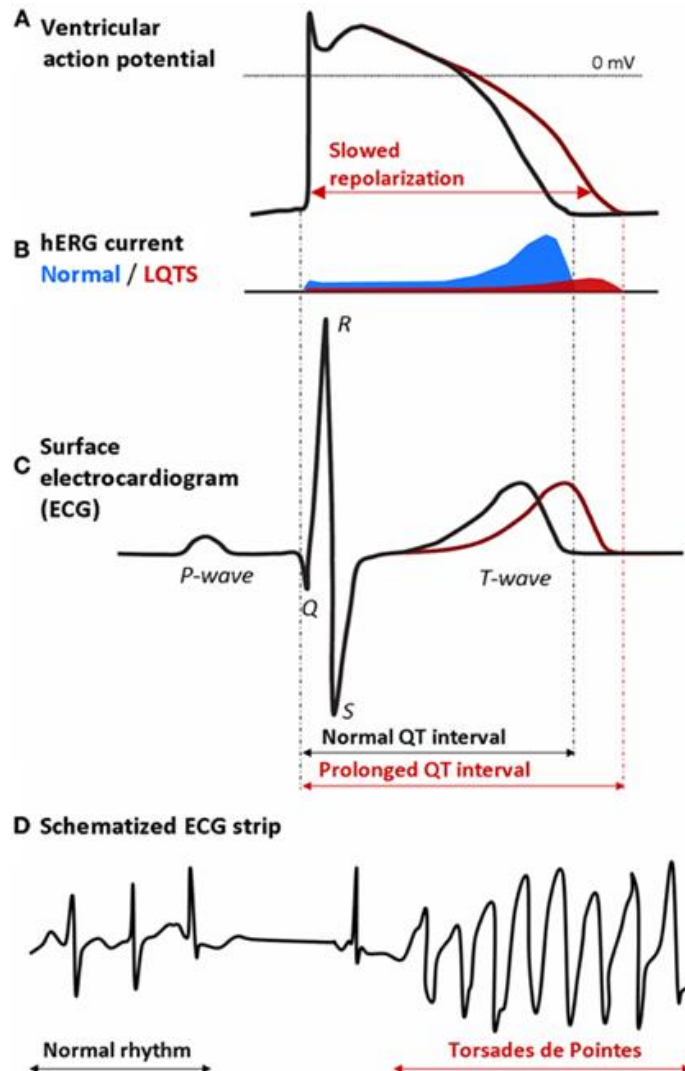 A Ventricular
action potential
0 mV
Slowed
repolarization
B hERG current
Normal / LQTS
R
C Surface
electrocardiogram
(ECG)
P-wave
Q
T-wave
S
Normal QT interval
Prolonged QT interval
D Schematized ECG strip
Normal rhythm
Torsades de Pointes